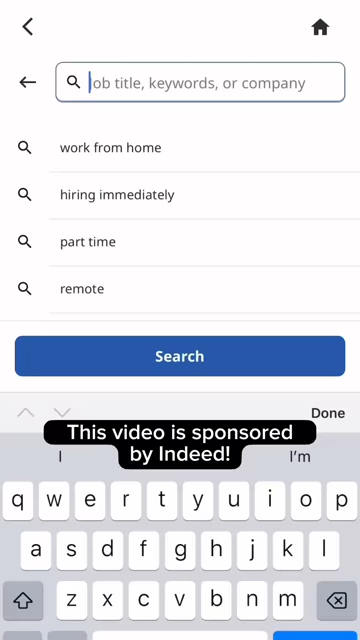 Job title, keywords, or company
work from home
hiring immediately
part time
remote
Search
Done
This video is sponsored
by Indeed!
I
I'm
q w e r t y u i o p
a s d f g h j k l
z x c v b n m